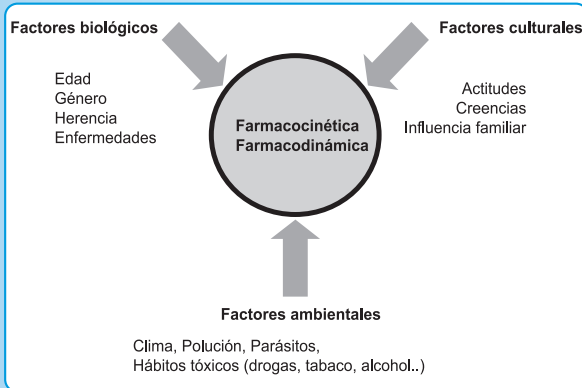 Factores biológicos
Edad
Género
Herencia
Enfermedades
Factores culturales
Actitudes
Creencias
Influencia familiar
Farmacocinética
Farmacodinámica
Factores ambientales
Clima, Polución, Parásitos,
Hábitos tóxicos (drogas, tabaco, alcohol..)